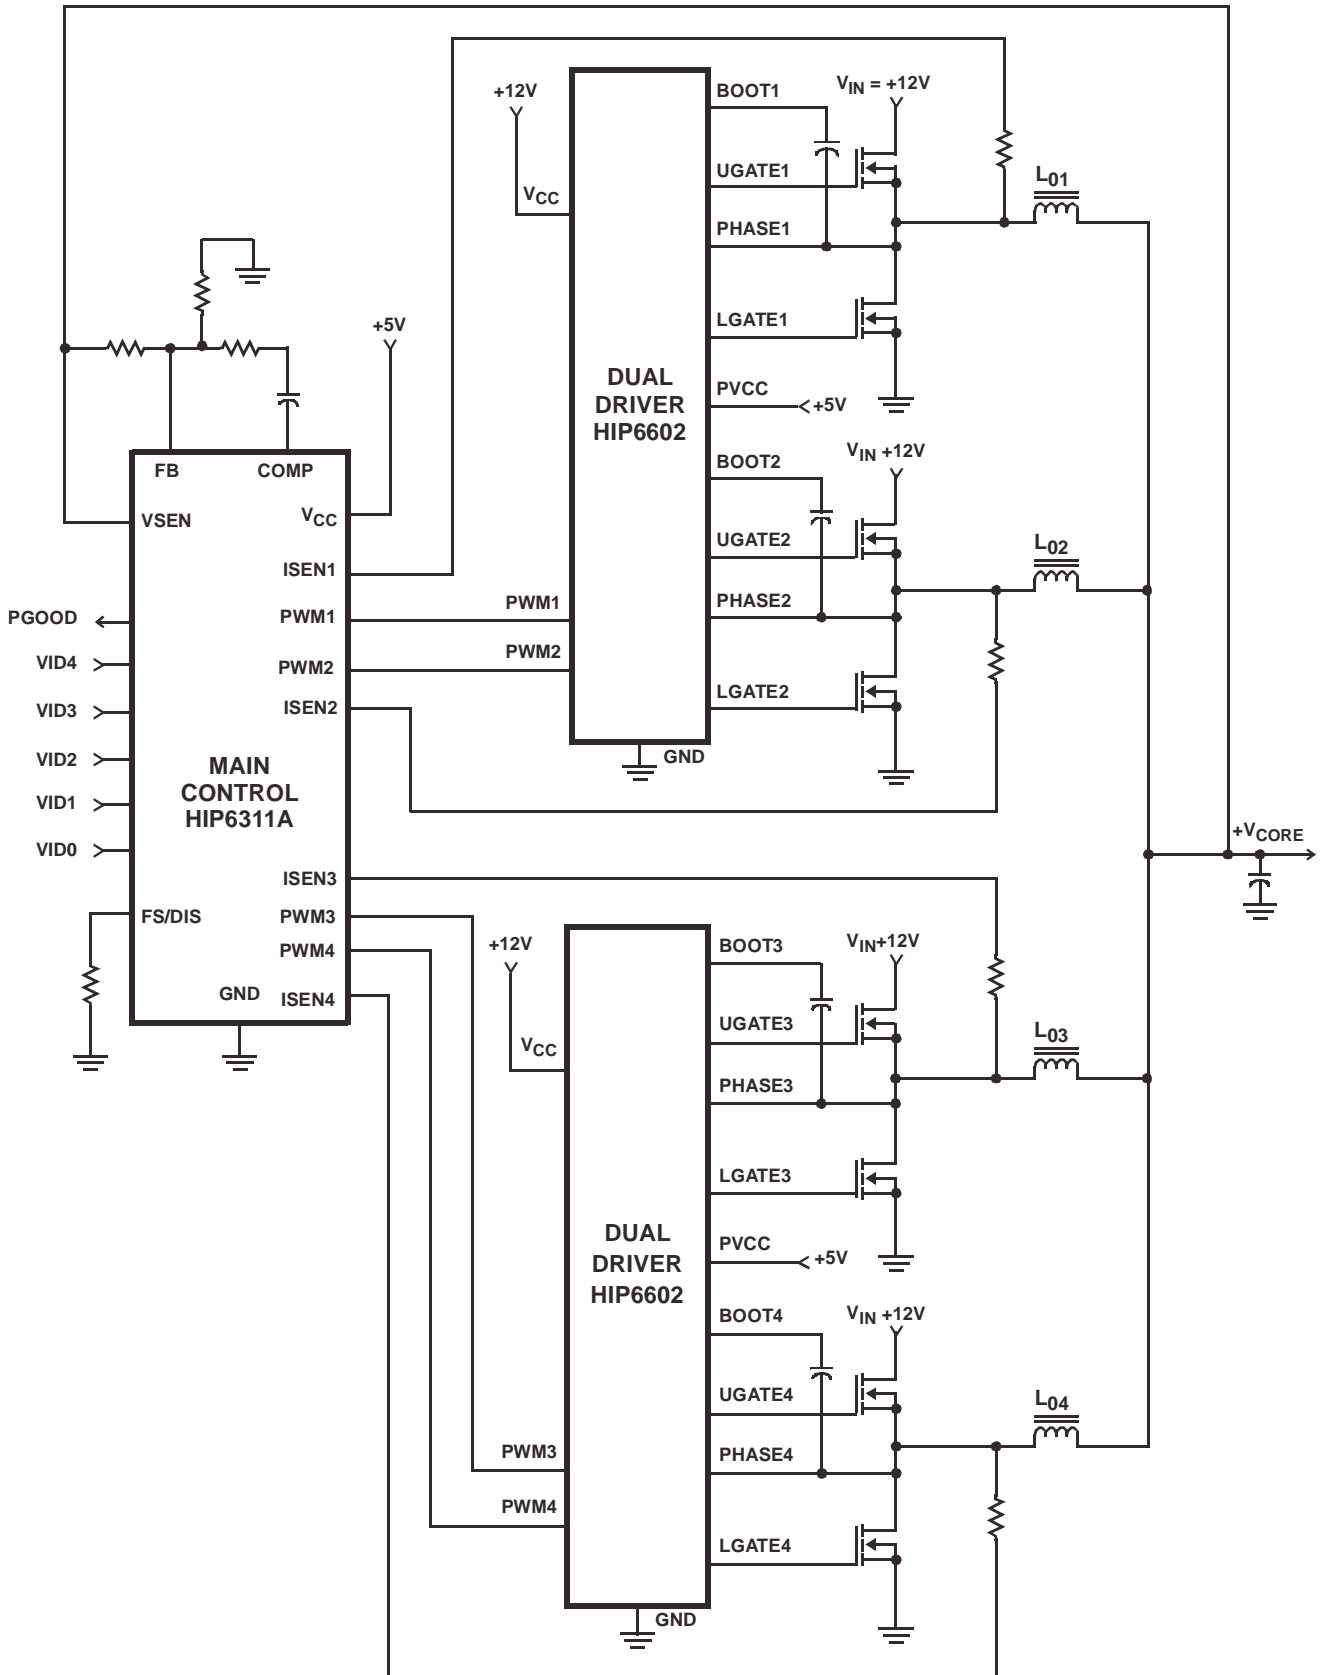 +12V
BOOT1
VIN = +12V
UGATE1
VCC
L01
PHASE1
LGATE1
+5V
DUAL
DRIVER
HIP6602
PVCC
+5V
BOOT2
VIN +12V
FB
COMP
VSEN
VCC
UGATE2
L02
ISEN1
PHASE2
PWM1
PWM1
PGOOD
PWM2
PWM2
VID4
LGATE2
ISEN2
VID3
GND
VID2
MAIN
CONTROL
HIP6311A
VID1
VID0
+VCORE
ISEN3
FS/DIS
PWM3
PWM4
GND
ISEN4
+12V
BOOT3
VIN+12V
UGATE3
VCC
L03
PHASE3
LGATE3
DUAL
DRIVER
HIP6602
PVCC
+5V
BOOT4
VIN +12V
UGATE4
L04
PWM3
PHASE4
PWM4
LGATE4
GND